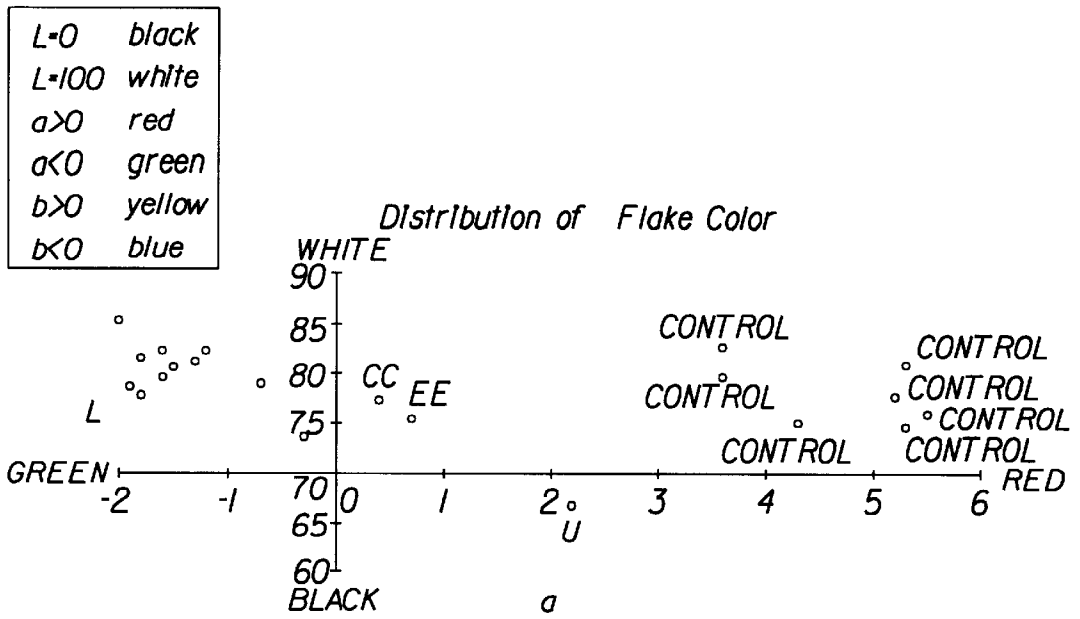 L=0 black
L=100 white
a>0 red
a<0 green
b>0 yellow
b<0 blue
Distribution of Flake Color
WHITE
90
85
80
75
70
65
60
BLACK
L
GREEN
-2 -1 0 1 2 3 4 5 6
RED
a
CC
EE
U
CONTROL
CONTROL
CONTROL
CONTROL
CONTROL
CONTROL
CONTROL